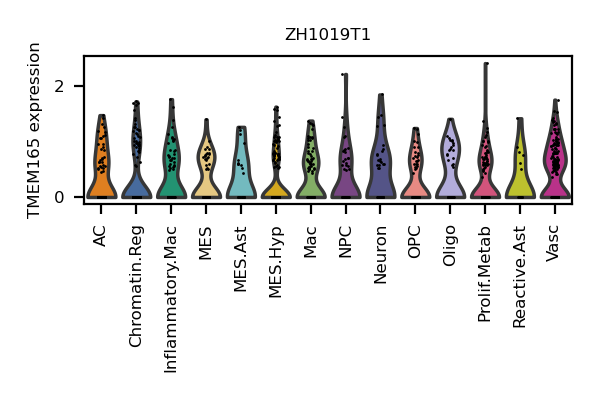 ZH1019T1
TMEM165 expression
2
0
AC
Chromatin.Reg
Inflammatory.Mac
MES
MES.Ast
MES.Hyp
Mac
NPC
Neuron
OPC
Oligo
Prolif.Metab
Reactive.Ast
Vasc